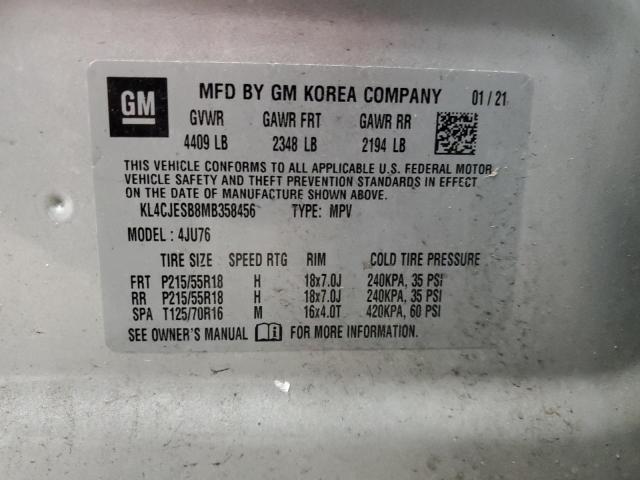 GM
MFD BY GM KOREA COMPANY 01 / 21
GVWR GAWR FRT GAWR RR
4409 LB 2348 LB 2194 LB
THIS VEHICLE CONFORMS TO ALL APPLICABLE U.S. FEDERAL MOTOR
VEHICLE SAFETY AND THEFT PREVENTION STANDARDS IN EFFECT
ON THE DATE OF MANUFACTURE SHOWN ABOVE.
KL4CJESB8MB358456 TYPE: MPV
MODEL: 4JU76
TIRE SIZE SPEED RTG RIM COLD TIRE PRESSURE
FRT P215/55R18 H 18x7.0J 240KPA, 35 PSI
RR P215/55R18 H 18x7.0J 240KPA, 35 PSI
SPA T125/70R16 M 16x4.0T 420KPA, 60 PSI
SEE OWNER'S MANUAL FOR MORE INFORMATION.